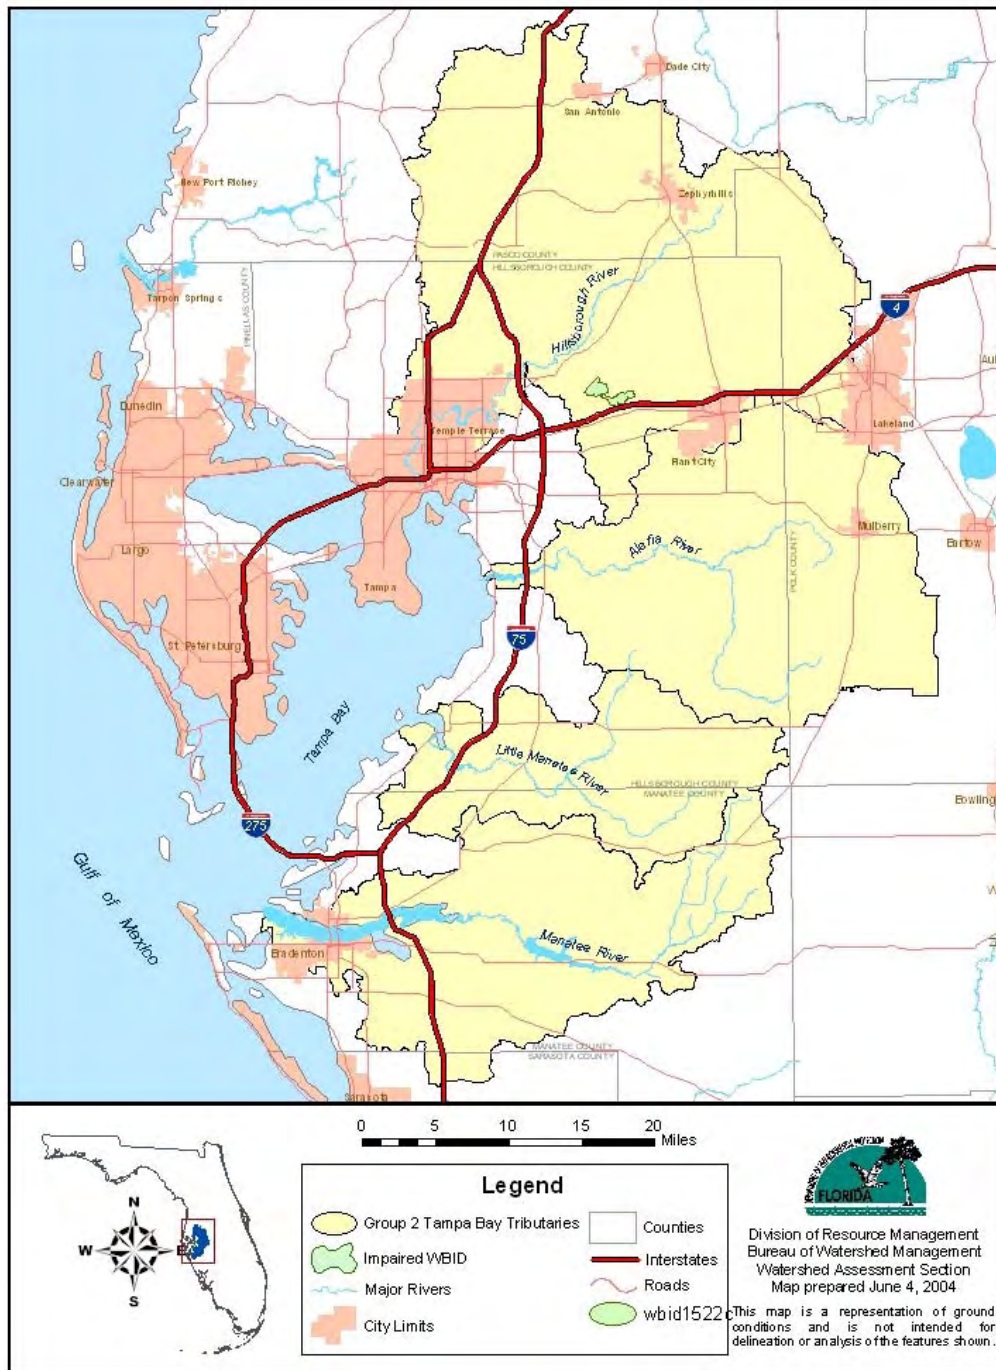 Dade City
San Antonio
New Port Richey
Zephyrhills
PASCO COUNTY
HILLSBOROUGH COUNTY
Tarpon Springs
PINELLAS COUNTY
Hillsborough River
4
Dunedin
Temple Terrace
Lakeland
Clearwater
Plant City
Largo
Mulberry
Bartow
Alafia River
POLK COUNTY
Tampa
75
St. Petersburg
Tampa Bay
Little Manatee River
HILLSBOROUGH COUNTY
MANATEE COUNTY
Bowling
275
Gulf of Mexico
Manatee River
Bradenton
MANATEE COUNTY
SARASOTA COUNTY
Sarasota
0 5 10 15 20
Miles
N
W E
S
Legend
Group 2 Tampa Bay Tributaries
Impaired WBID
Major Rivers
City Limits
Counties
Interstates
Roads
wbid1522c
FLORIDA
Division of Resource Management
Bureau of Watershed Management
Watershed Assessment Section
Map prepared June 4, 2004
This map is a representation of ground
conditions and is not intended for
delineation or analysis of the features shown.